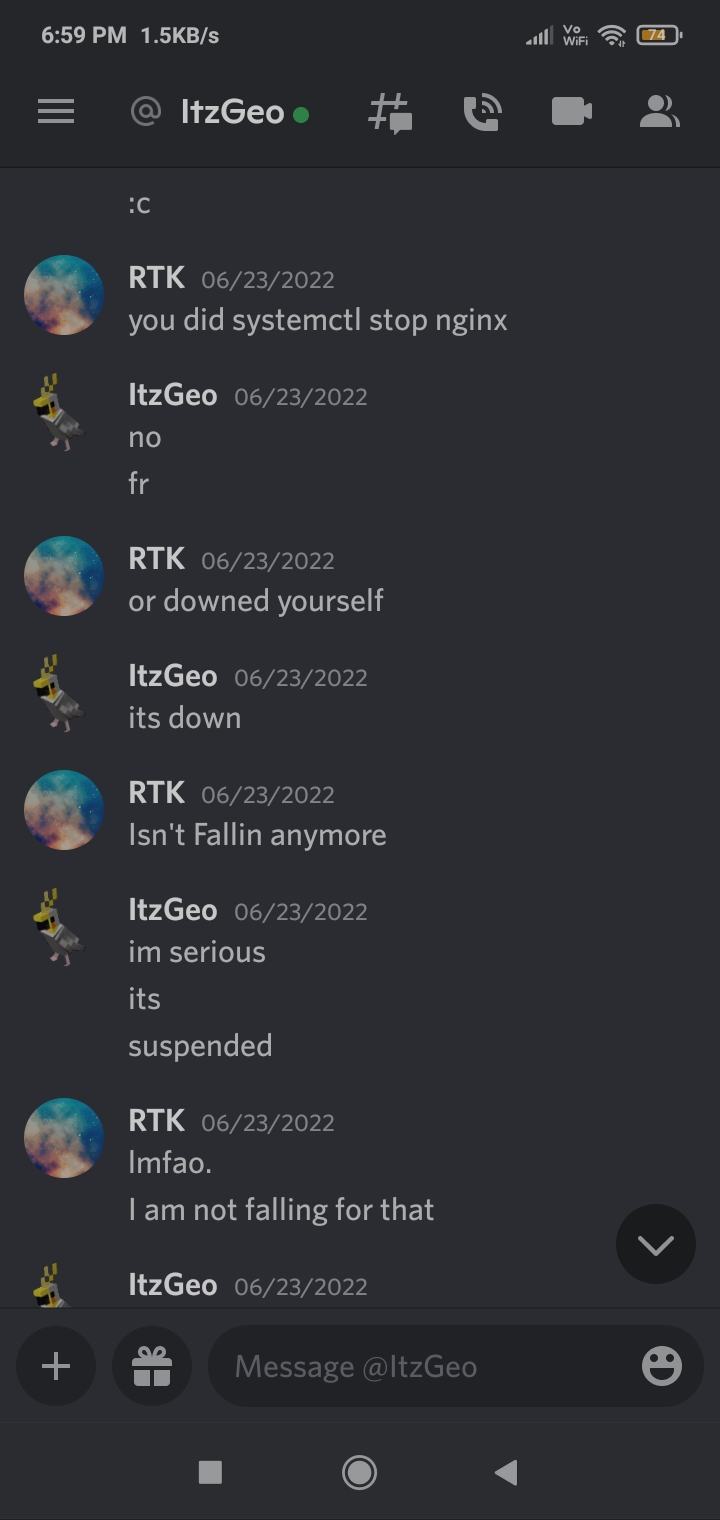 6:59 PM 1.5KB/s Vo WiFi 74
@ ItzGeo
:c
RTK 06/23/2022
you did systemctl stop nginx
ItzGeo 06/23/2022
no
fr
RTK 06/23/2022
or downed yourself
ItzGeo 06/23/2022
its down
RTK 06/23/2022
Isn't Fallin anymore
ItzGeo 06/23/2022
im serious
its
suspended
RTK 06/23/2022
lmfao.
I am not falling for that
ItzGeo 06/23/2022
Message @ItzGeo